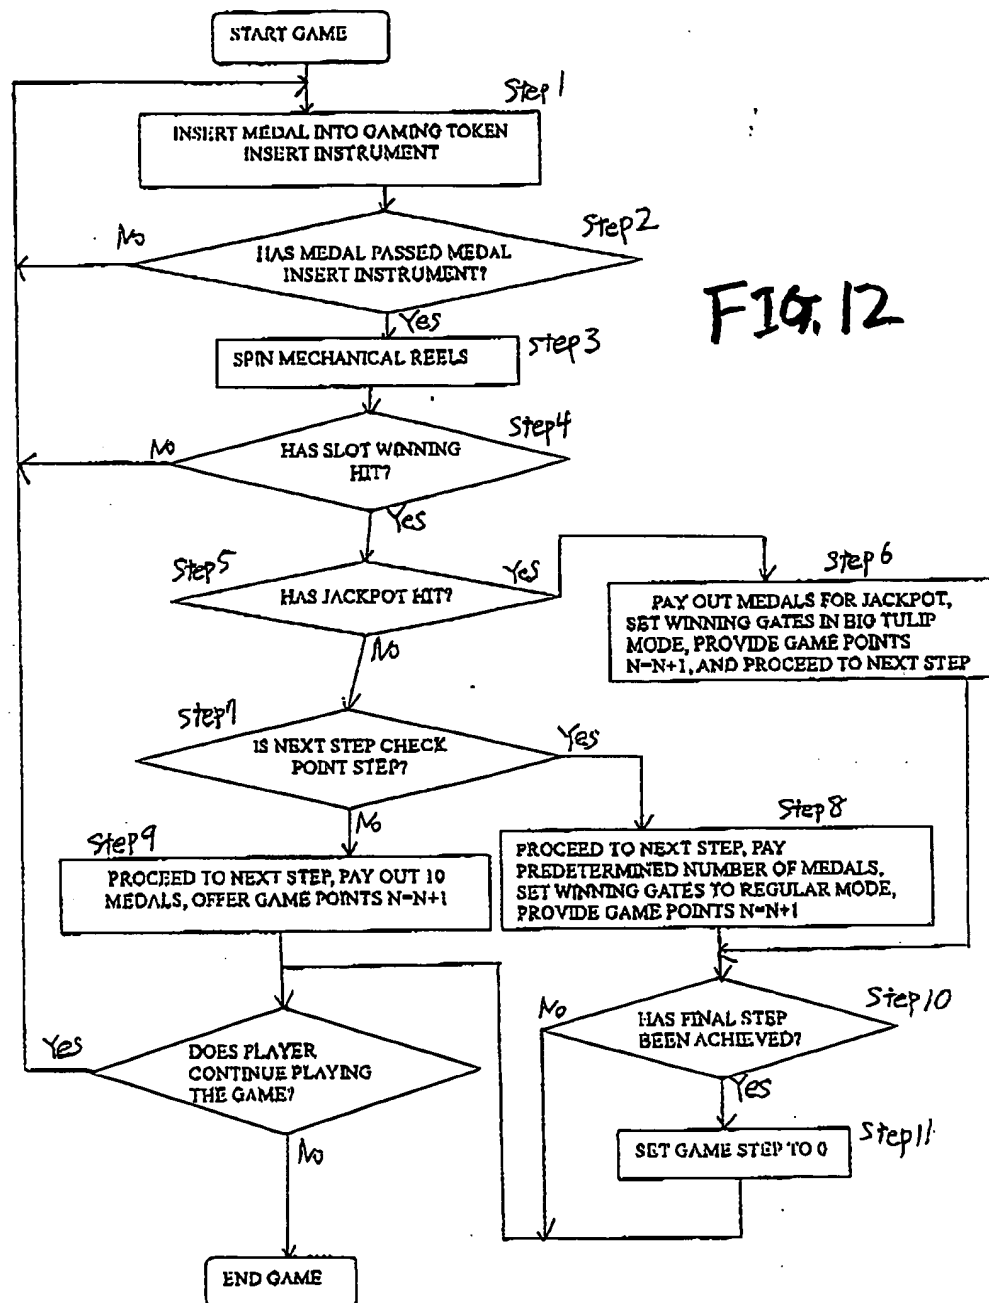 START GAME
Step 1
INSERT MEDAL INTO GAMING TOKEN
INSERT INSTRUMENT
Step 2
No
HAS MEDAL PASSED MEDAL
INSERT INSTRUMENT?
Yes
FIG. 12
Step 3
SPIN MECHANICAL REELS
Step 4
No
HAS SLOT WINNING
HIT?
Yes
Step 5
HAS JACKPOT HIT?
Yes
No
Step 6
PAY OUT MEDALS FOR JACKPOT,
SET WINNING GATES IN BIG TULIP
MODE, PROVIDE GAME POINTS
N=N+1, AND PROCEED TO NEXT STEP
Step 7
IS NEXT STEP CHECK
POINT STEP?
Yes
No
Step 8
PROCEED TO NEXT STEP, PAY
PREDETERMINED NUMBER OF MEDALS,
SET WINNING GATES TO REGULAR MODE,
PROVIDE GAME POINTS N=N+1
Step 9
PROCEED TO NEXT STEP, PAY OUT 10
MEDALS, OFFER GAME POINTS N=N+1
Step 10
No
HAS FINAL STEP
BEEN ACHIEVED?
Yes
Step 11
SET GAME STEP TO 0
Yes
DOES PLAYER
CONTINUE PLAYING
THE GAME?
No
END GAME